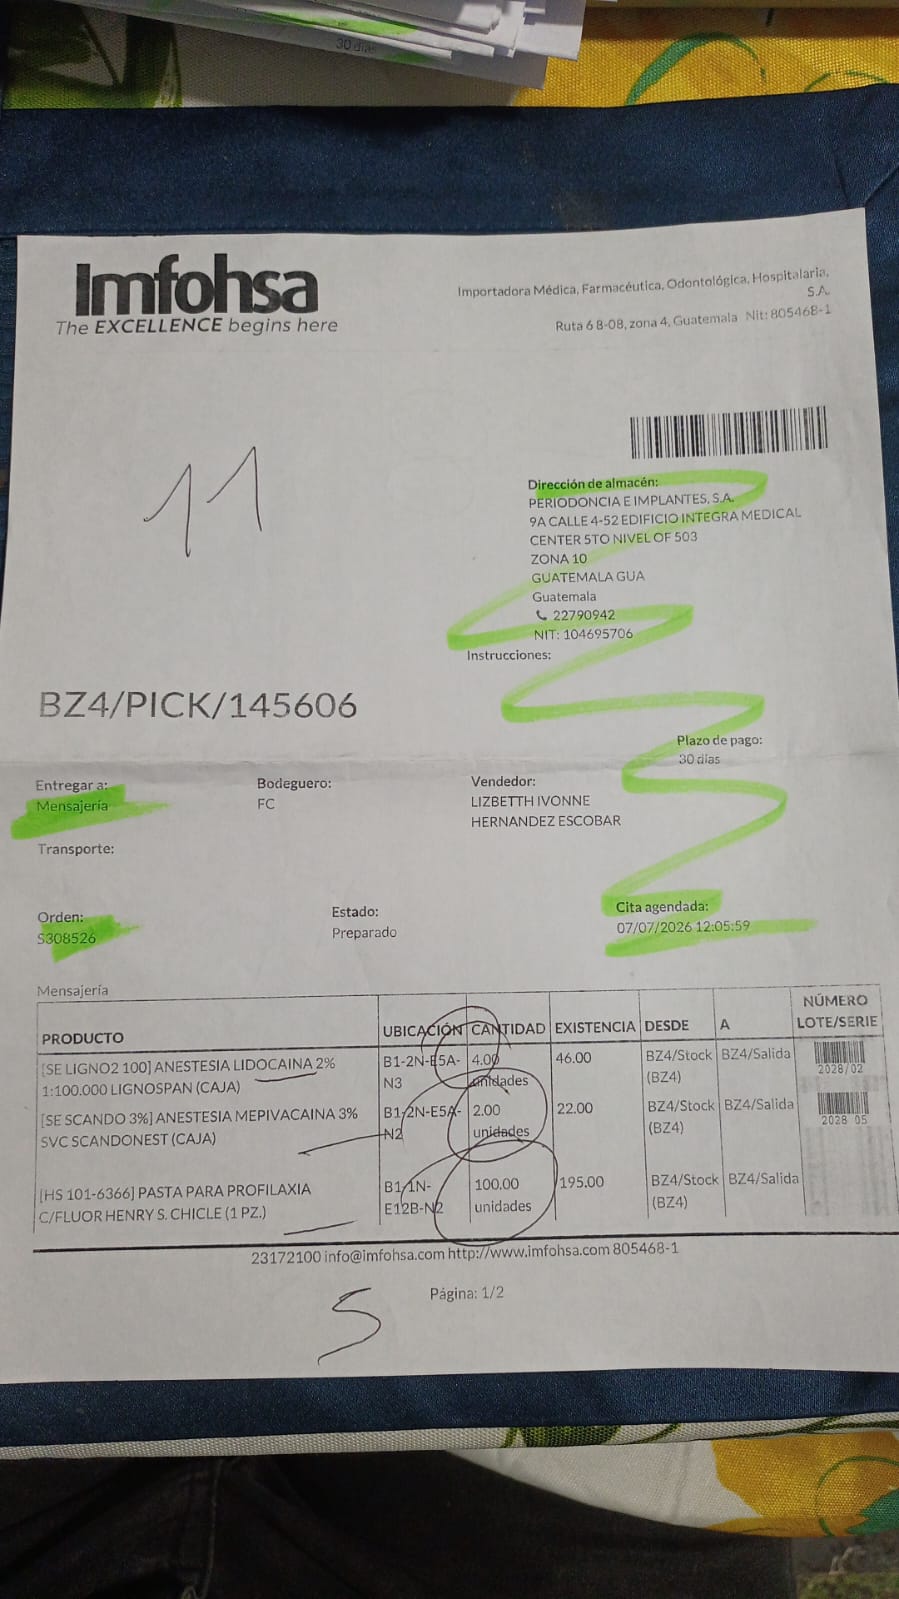 30 dias
Imfohsa
The EXCELLENCE begins here
Importadora Médica, Farmacéutica, Odontológica, Hospitalaria,
S.A.
Ruta 6 8-08, zona 4, Guatemala Nit: 805468-1
11
Dirección de almacén:
PERIODONCIA E IMPLANTES, S.A.
9A CALLE 4-52 EDIFICIO INTEGRA MEDICAL
CENTER 5TO NIVEL OF 503
ZONA 10
GUATEMALA GUA
Guatemala
22790942
NIT: 104695706
Instrucciones:
BZ4/PICK/145606
Plazo de pago:
30 dias
Entregar a:
Mensajería
Bodeguero:
FC
Vendedor:
LIZBETTH IVONNE
HERNANDEZ ESCOBAR
Transporte:
Orden:
S308526
Estado:
Preparado
Cita agendada:
07/07/2026 12:05:59
Mensajería
PRODUCTO UBICACIÓN CANTIDAD EXISTENCIA DESDE A NÚMERO LOTE/SERIE
[SE LIGNO2 100] ANESTESIA LIDOCAINA 2% B1-2N-E5A- 4.00 46.00 BZ4/Stock BZ4/Salida
1:100.000 LIGNOSPAN (CAJA) N3 unidades (BZ4) 2028/02
[SE SCANDO 3%] ANESTESIA MEPIVACAINA 3% B1-2N-E5A- 2.00 22.00 BZ4/Stock BZ4/Salida
SVC SCANDONEST (CAJA) N2 unidades (BZ4) 2028 05
[HS 101-6366] PASTA PARA PROFILAXIA B1-1N- 100.00 195.00 BZ4/Stock BZ4/Salida
C/FLUOR HENRY S. CHICLE (1 PZ.) E12B-N2 unidades (BZ4)
23172100 info@imfohsa.com http://www.imfohsa.com 805468-1
Página: 1/2
5